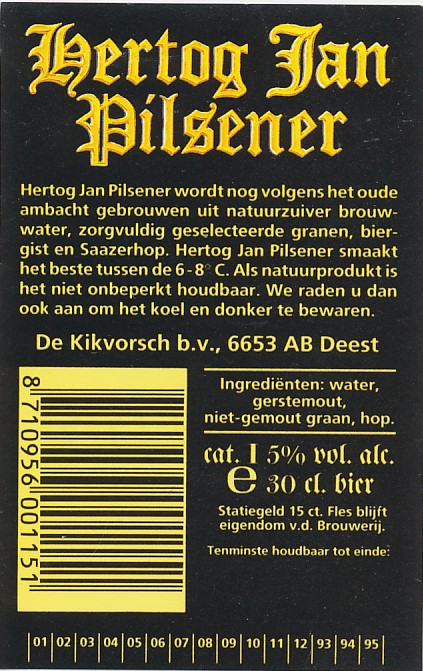 Hertog Jan
Pilsener
Hertog Jan Pilsener wordt nog volgens het oude
ambacht gebrouwen uit natuurzuiver brouw-
water, zorgvuldig geselecteerde granen, bier-
gist en Saazerhop. Hertog Jan Pilsener smaakt
het beste tussen de 6-8° C. Als natuurprodukt is
het niet onbeperkt houdbaar. We raden u dan
ook aan om het koel en donker te bewaren.
De Kikvorsch b.v., 6653 AB Deest
8 710956 001151
Ingrediënten: water,
gerstemout,
niet-gemout graan, hop.
cat. I 5% vol. alc.
e 30 cl. bier
Statiegeld 15 ct. Fles blijft
eigendom v.d. Brouwerij.
Tenminste houdbaar tot einde:
|01|02|03|04|05|06|07|08|09|10|11|12|93|94|95|